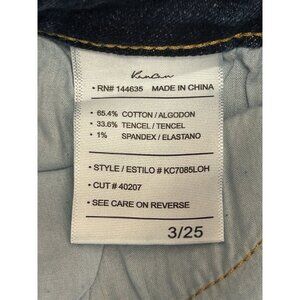 KanCan
• RN# 144635 MADE IN CHINA
• 65.4% COTTON / ALGODON
• 33.6% TENCEL / TENCEL
• 1% SPANDEX / ELASTANO
• STYLE / ESTILO # KC7085LOH
• CUT # 40207
• SEE CARE ON REVERSE
3/25